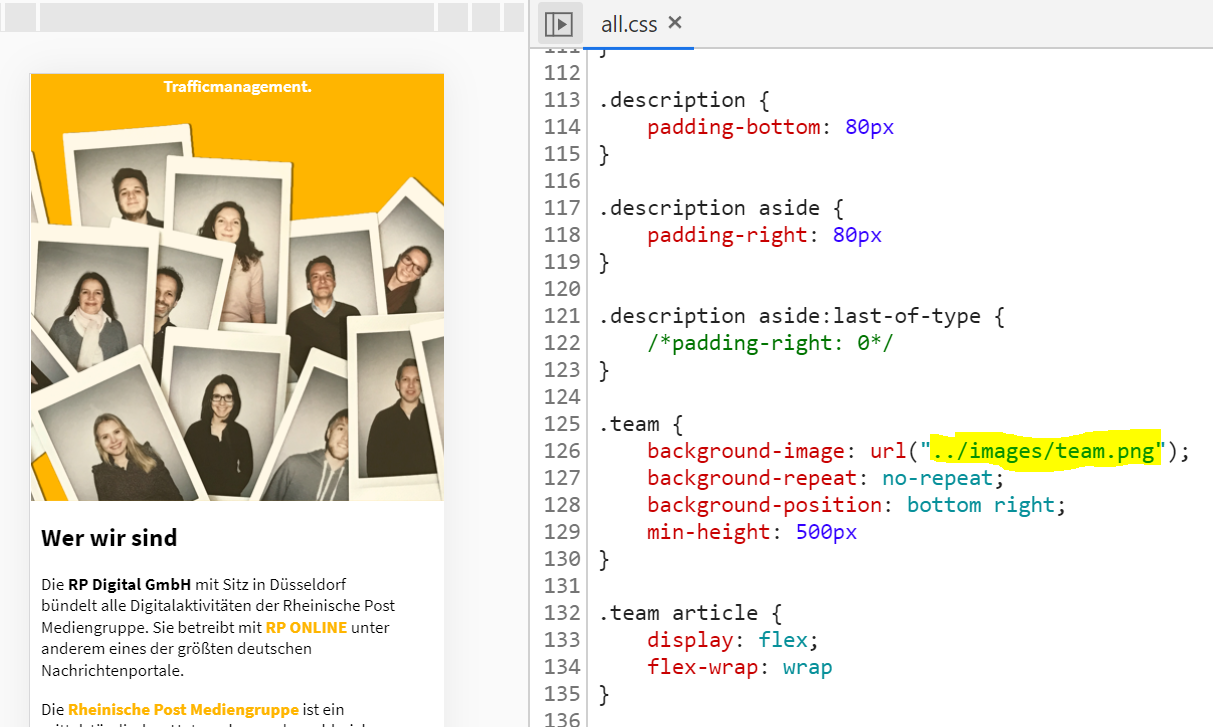 Trafficmanagement.
Wer wir sind
Die RP Digital GmbH mit Sitz in Düsseldorf
bündelt alle Digitalaktivitäten der Rheinische Post
Mediengruppe. Sie betreibt mit RP ONLINE unter
anderem eines der größten deutschen
Nachrichtenportale.
Die Rheinische Post Mediengruppe ist ein
all.css ✕
111 }
112
113 .description {
114 padding-bottom: 80px
115 }
116
117 .description aside {
118 padding-right: 80px
119 }
120
121 .description aside:last-of-type {
122 /*padding-right: 0*/
123 }
124
125 .team {
126 background-image: url("../images/team.png");
127 background-repeat: no-repeat;
128 background-position: bottom right;
129 min-height: 500px
130 }
131
132 .team article {
133 display: flex;
134 flex-wrap: wrap
135 }
136